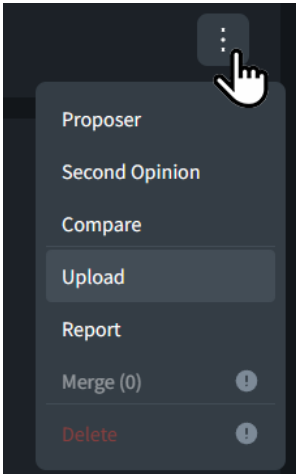 Proposer
Second Opinion
Compare
Upload
Report
Merge (0)
Delete